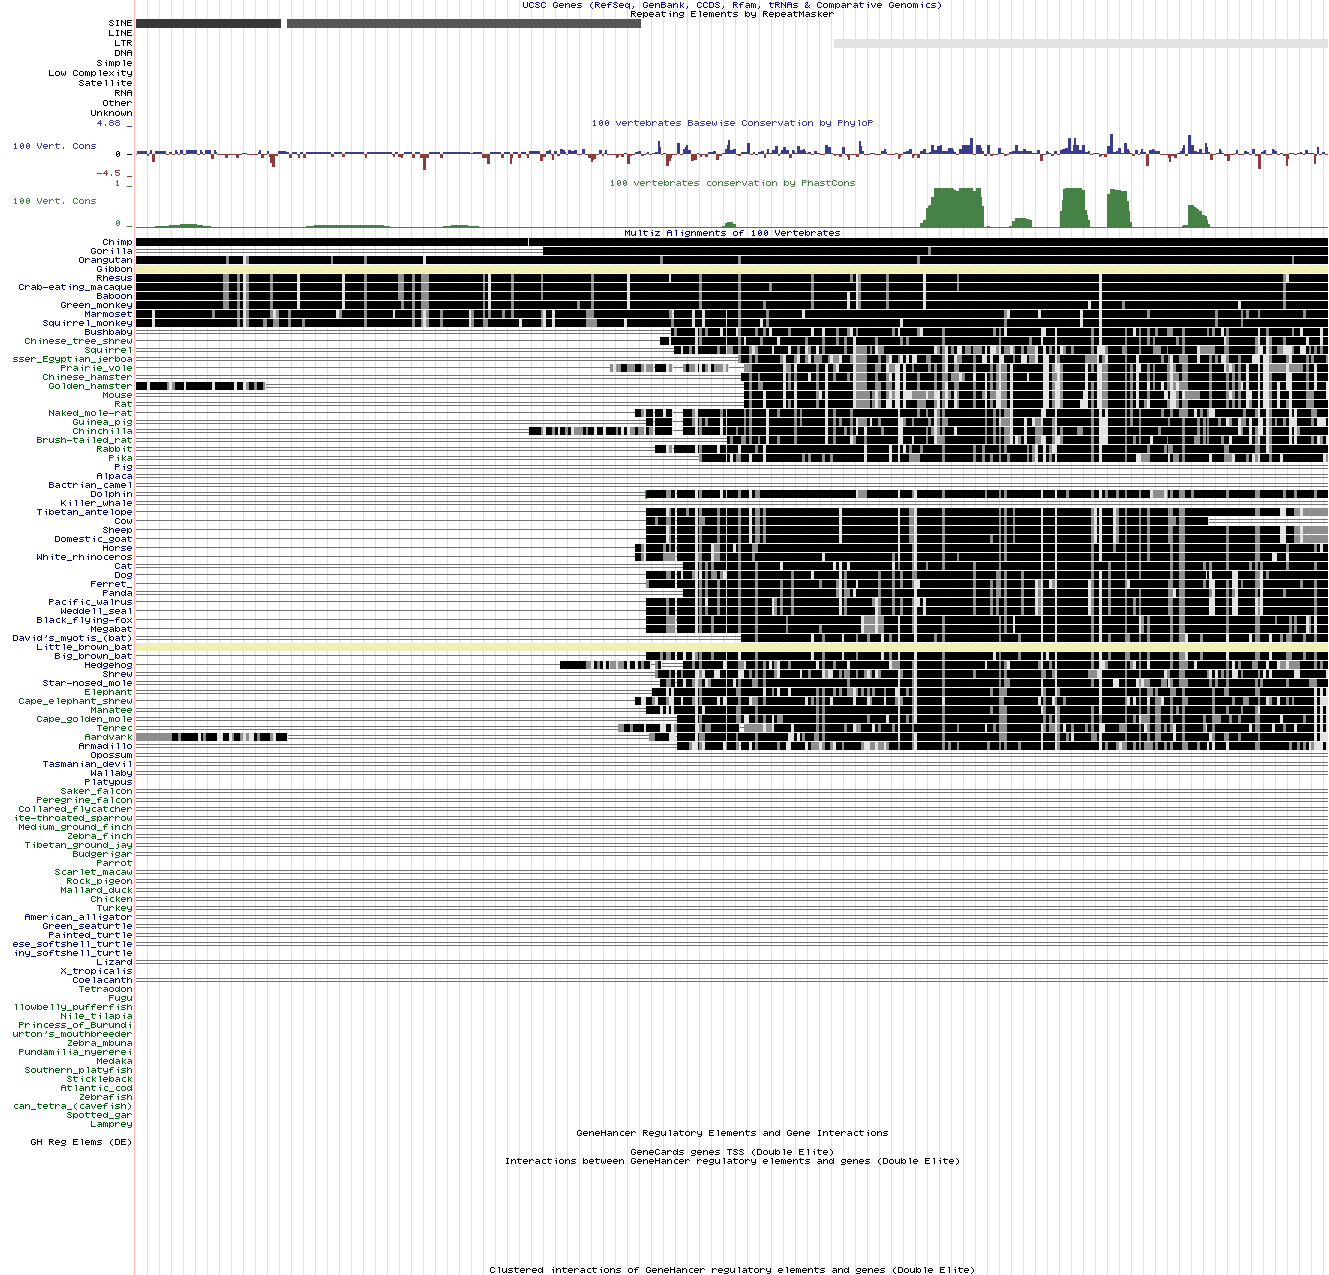 UCSC Genes (RefSeq, GenBank, CCDS, Rfam, tRNAs & Comparative Genomics)
Repeating Elements by RepeatMasker
SINE
LINE
LTR
DNA
Simple
Low Complexity
Satellite
RNA
Other
Unknown
100 vertebrates Basewise Conservation by PhyloP
4.88 _
100 Vert. Cons
0 -
-4.5 _
100 vertebrates conservation by PhastCons
1 _
100 Vert. Cons
0 _
Multiz Alignments of 100 Vertebrates
Chimp
Gorilla
Orangutan
Gibbon
Rhesus
Crab-eating_macaque
Baboon
Green_monkey
Marmoset
Squirrel_monkey
Bushbaby
Chinese_tree_shrew
Squirrel
sser_Egyptian_jerboa
Prairie_vole
Chinese_hamster
Golden_hamster
Mouse
Rat
Naked_mole-rat
Guinea_pig
Chinchilla
Brush-tailed_rat
Rabbit
Pika
Pig
Alpaca
Bactrian_camel
Dolphin
Killer_whale
Tibetan_antelope
Cow
Sheep
Domestic_goat
Horse
White_rhinoceros
Cat
Dog
Ferret_
Panda
Pacific_walrus
Weddell_seal
Black_flying-fox
Megabat
David's_myotis_(bat)
Little_brown_bat
Big_brown_bat
Hedgehog
Shrew
Star-nosed_mole
Elephant
Cape_elephant_shrew
Manatee
Cape_golden_mole
Tenrec
Aardvark
Armadillo
Opossum
Tasmanian_devil
Wallaby
Platypus
Saker_falcon
Peregrine_falcon
Collared_flycatcher
ite-throated_sparrow
Medium_ground_finch
Zebra_finch
Tibetan_ground_jay
Budgerigar
Parrot
Scarlet_macaw
Rock_pigeon
Mallard_duck
Chicken
Turkey
American_alligator
Green_seaturtle
Painted_turtle
ese_softshell_turtle
iny_softshell_turtle
Lizard
X_tropicalis
Coelacanth
Tetraodon
Fugu
llowbelly_pufferfish
Nile_tilapia
Princess_of_Burundi
urton's_mouthbreeder
Zebra_mbuna
Pundamilia_nyererei
Medaka
Southern_platyfish
Stickleback
Atlantic_cod
Zebrafish
can_tetra_(cavefish)
Spotted_gar
Lamprey
GeneHancer Regulatory Elements and Gene Interactions
GH Reg Elems (DE)
GeneCards genes TSS (Double Elite)
Interactions between GeneHancer regulatory elements and genes (Double Elite)
Clustered interactions of GeneHancer regulatory elements and genes (Double Elite)